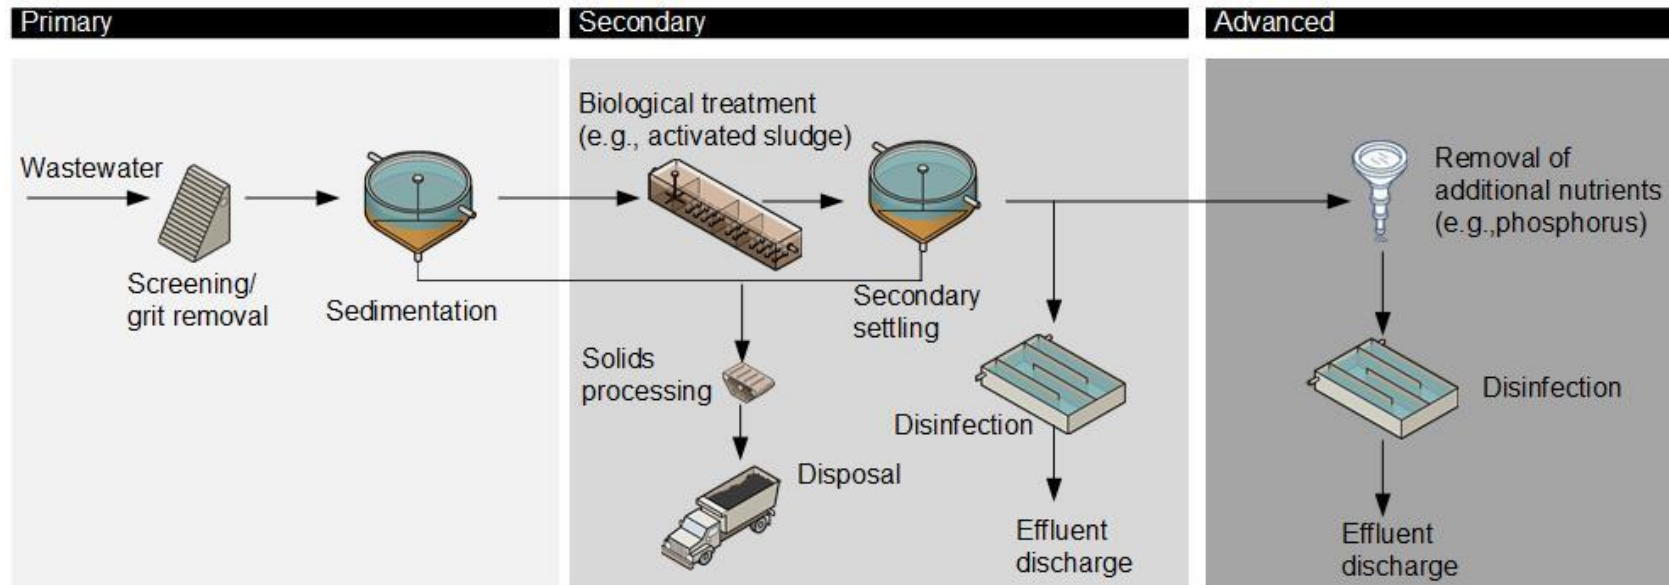 Primary
Secondary
Advanced
Wastewater
Screening/
grit removal
Sedimentation
Biological treatment
(e.g., activated sludge)
Secondary
settling
Solids
processing
Disposal
Disinfection
Effluent
discharge
Removal of
additional nutrients
(e.g.,phosphorus)
Disinfection
Effluent
discharge